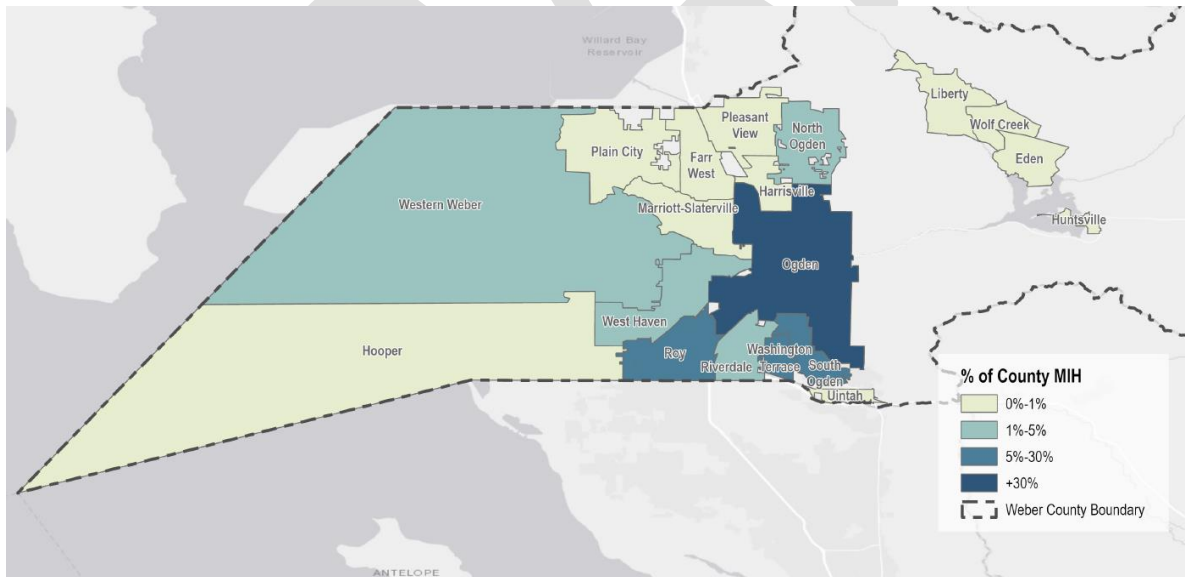 Willard Bay
Reservoir
Liberty
Wolf Creek
Eden
Huntsville
Pleasant
View
North
Ogden
Plain City
Farr
West
Harrisville
Western Weber
Marriott-Slaterville
Ogden
West Haven
Hooper
Roy
Riverdale
Washington
Terrace
South
Ogden
Uintah
% of County MIH
0%-1%
1%-5%
5%-30%
+30%
Weber County Boundary
ANTELOPE